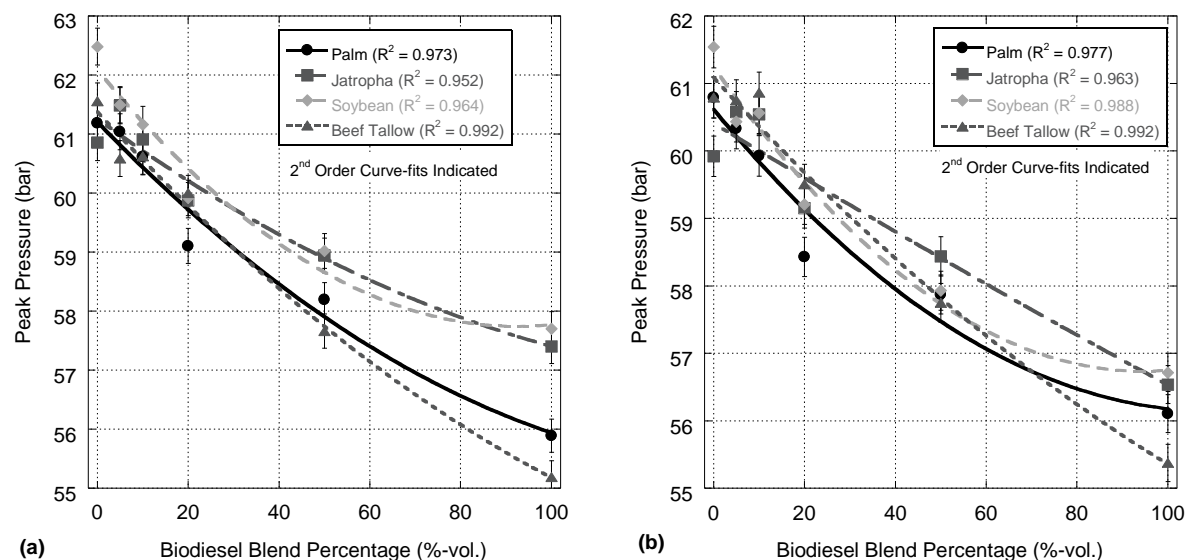 63
62
61
60
59
58
57
56
55
Peak Pressure (bar)
Palm (R² = 0.973)
Jatropha (R² = 0.952)
Soybean (R² = 0.964)
Beef Tallow (R² = 0.992)
2nd Order Curve-fits Indicated
0 20 40 60 80 100
(a) Biodiesel Blend Percentage (%-vol.)
62
61
60
59
58
57
56
55
Peak Pressure (bar)
Palm (R² = 0.977)
Jatropha (R² = 0.963)
Soybean (R² = 0.988)
Beef Tallow (R² = 0.992)
2nd Order Curve-fits Indicated
0 20 40 60 80 100
(b) Biodiesel Blend Percentage (%-vol.)